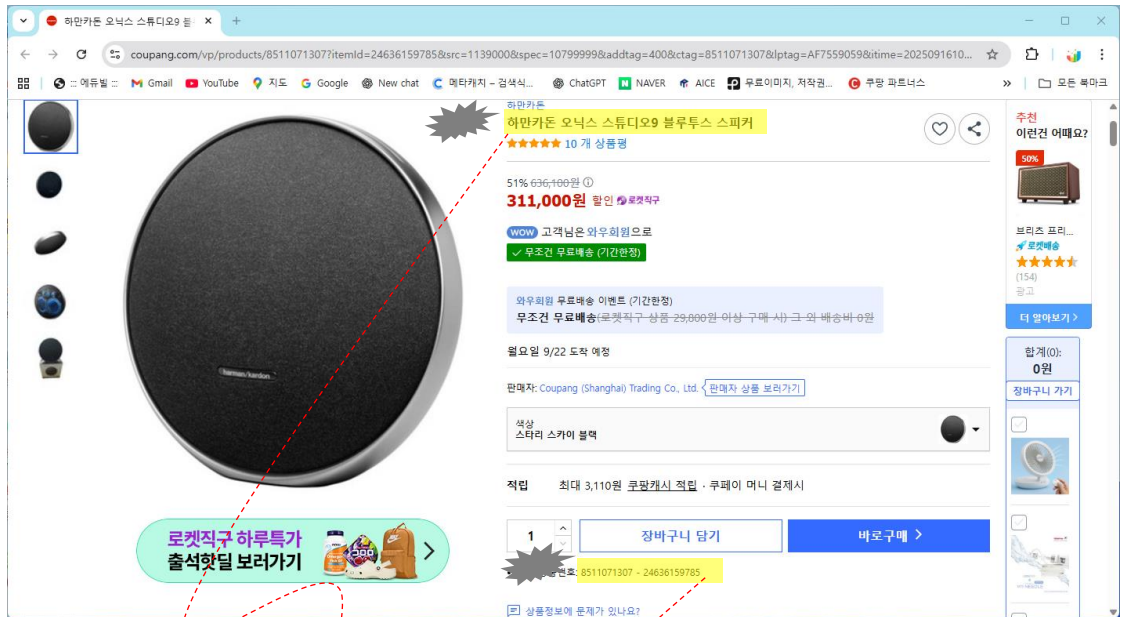 하만카돈 오닉스 스튜디오9 블
coupang.com/vp/products/8511071307?itemId=24636159785&src=1139000&spec=10799999&addtag=400&ctag=8511071307&lptag=AF7559059&itime=2025091610...
::: 에듀빌 :::
Gmail
YouTube
지도
Google
New chat
메타캐치 – 검색식...
ChatGPT
NAVER
AICE
무료이미지, 저작권...
쿠팡 파트너스
»
모든 북마크
하만카돈
하만카돈 오닉스 스튜디오9 블루투스 스피커
10 개 상품평
51% 636,100원
311,000원 할인 로켓직구
WOW 고객님은 와우회원으로
✓ 무조건 무료배송 (기간한정)
와우회원 무료배송 이벤트 (기간한정)
무조건 무료배송(로켓직구 상품 29,800원 이상 구매 시) 그 외 배송비 0원
월요일 9/22 도착 예정
판매자: Coupang (Shanghai) Trading Co., Ltd. 판매자 상품 보러가기
색상
스타리 스카이 블랙
적립 최대 3,110원 쿠팡캐시 적립 · 쿠페이 머니 결제시
1
장바구니 담기
바로구매 >
번호: 8511071307 - 24636159785
상품정보에 문제가 있나요?
harman/kardon
로켓직구 하루특가
출석핫딜 보러가기 >
추천
이런건 어때요?
50%
브리츠 프리...
로켓배송
(154)
광고
더 알아보기 >
합계(0):
0원
장바구니 가기